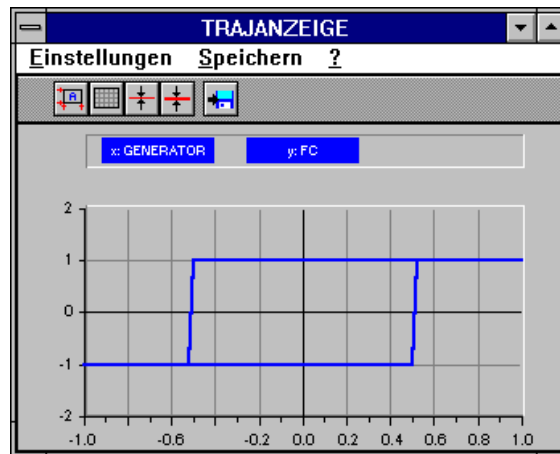 TRAJANZEIGE
Einstellungen Speichern ?
A
x: GENERATOR y: FC
2
1
0
-1
-2
-1.0 -0.6 -0.2 0.0 0.2 0.4 0.6 0.8 1.0